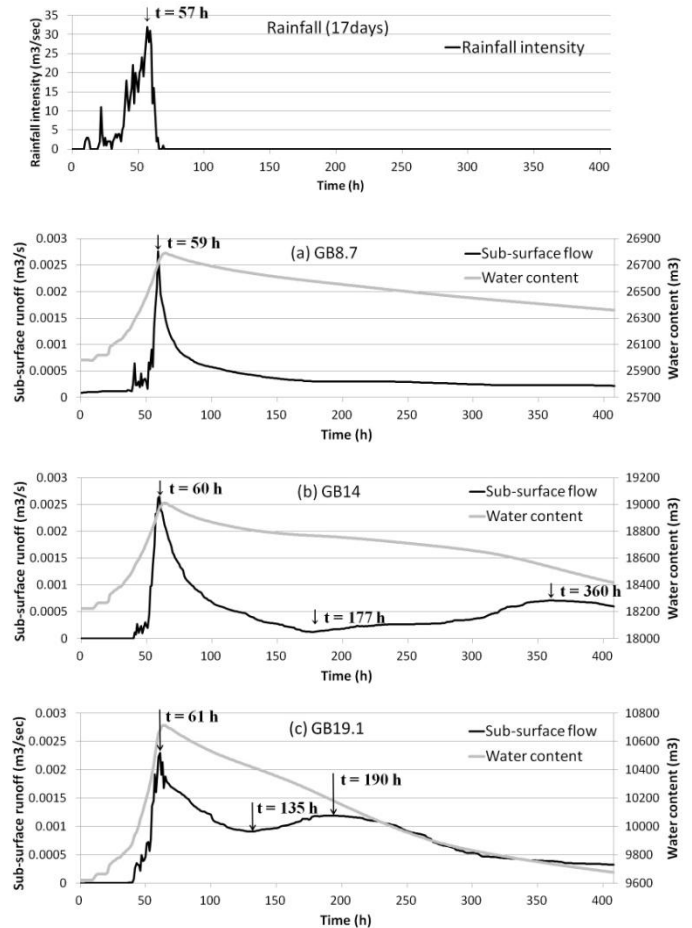 t = 57 h
Rainfall (17days)
Rainfall intensity
Rainfall intensity (m3/sec)
35
30
25
20
15
10
5
0
0 50 100 150 200 250 300 350 400
Time (h)
(a) GB8.7
t = 59 h
Sub-surface flow
Water content
Sub-surface runoff (m3/s)
0.003
0.0025
0.002
0.0015
0.001
0.0005
0
26900
26700
26500
26300
26100
25900
25700
Water content (m3)
0 50 100 150 200 250 300 350 400
Time (h)
(b) GB14
t = 60 h
Sub-surface flow
Water content
t = 177 h
t = 360 h
Sub-surface runoff (m3/s)
0.003
0.0025
0.002
0.0015
0.001
0.0005
0
19200
19000
18800
18600
18400
18200
18000
Water content (m3)
0 50 100 150 200 250 300 350 400
Time (h)
(c) GB19.1
t = 61 h
Sub-surface flow
Water content
t = 135 h
t = 190 h
Sub-surface runoff (m3/sec)
0.003
0.0025
0.002
0.0015
0.001
0.0005
0
10800
10600
10400
10200
10000
9800
9600
Water content (m3)
0 50 100 150 200 250 300 350 400
Time (h)